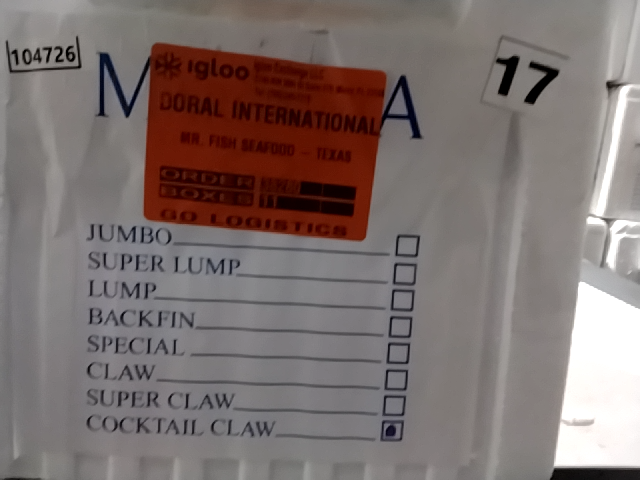 104726
M A
17
igloo
DORAL INTERNATIONAL
MR. FISH SEAFOOD - TEXAS
ORDER
BOXES 11
GO LOGISTICS
JUMBO
SUPER LUMP
LUMP
BACKFIN
SPECIAL
CLAW
SUPER CLAW
COCKTAIL CLAW